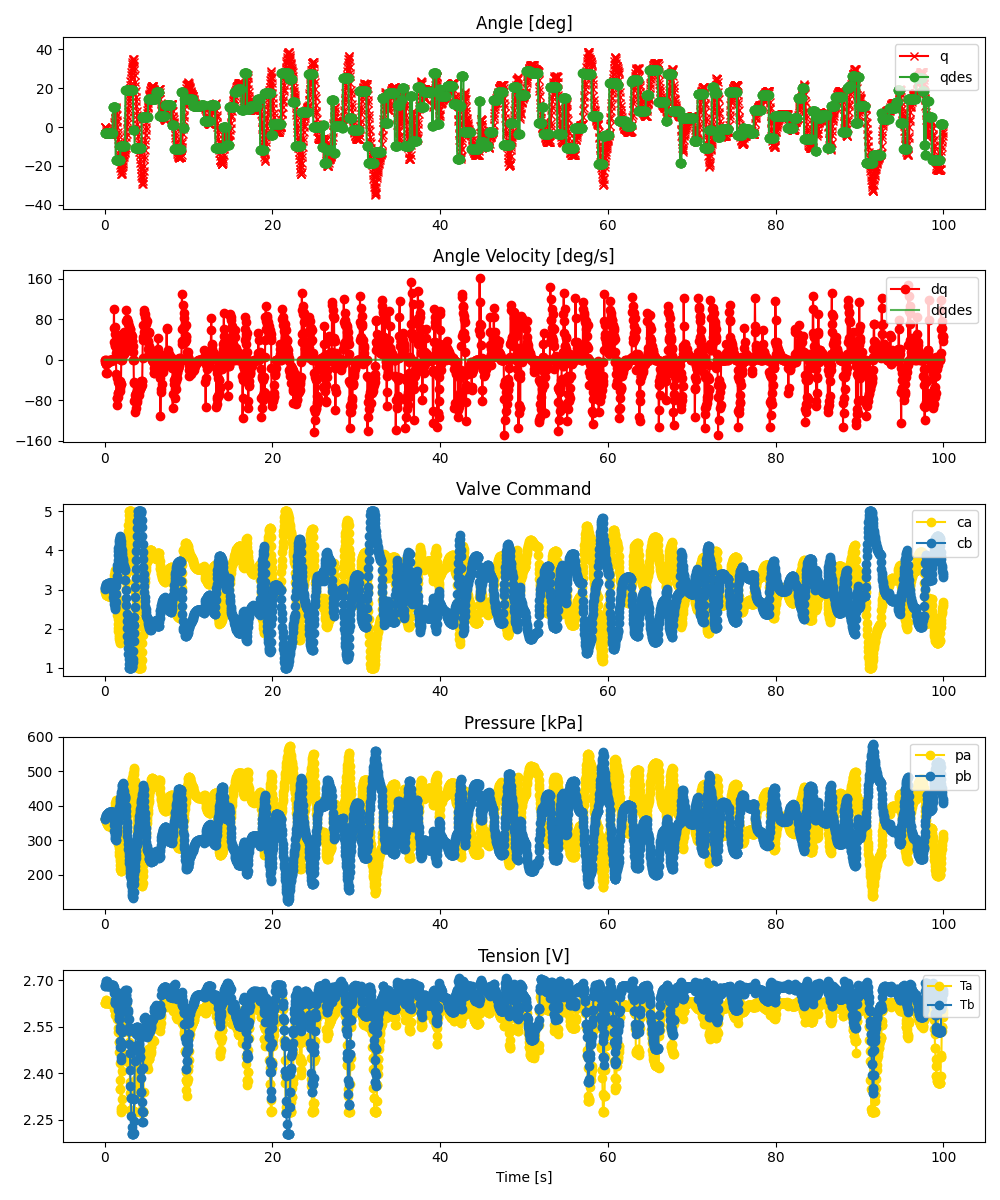 Angle [deg]
40
20
0
−20
−40
q
qdes
0 20 40 60 80 100
Angle Velocity [deg/s]
160
80
0
−80
−160
dq
dqdes
0 20 40 60 80 100
Valve Command
5
4
3
2
1
ca
cb
0 20 40 60 80 100
Pressure [kPa]
600
500
400
300
200
pa
pb
0 20 40 60 80 100
Tension [V]
2.70
2.55
2.40
2.25
Ta
Tb
0 20 40 60 80 100
Time [s]